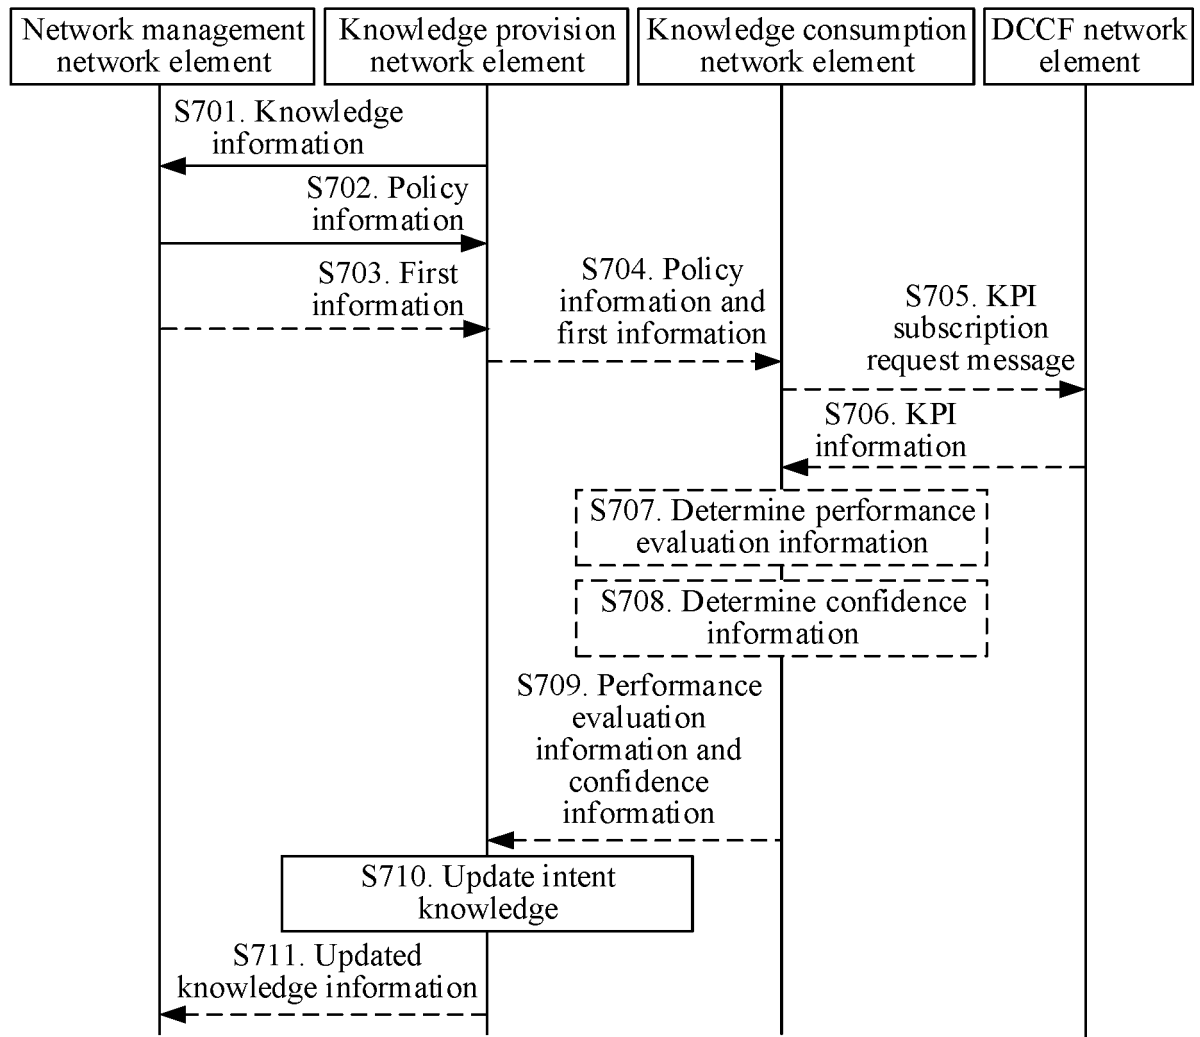 Network management
network element
Knowledge provision
network element
Knowledge consumption
network element
DCCF network
element
S701. Knowledge
information
S702. Policy
information
S703. First
information
S704. Policy
information and
first information
S705. KPI
subscription
request message
S706. KPI
information
S707. Determine performance
evaluation information
S708. Determine confidence
information
S709. Performance
evaluation
information and
confidence
information
S710. Update intent
knowledge
S711. Updated
knowledge information